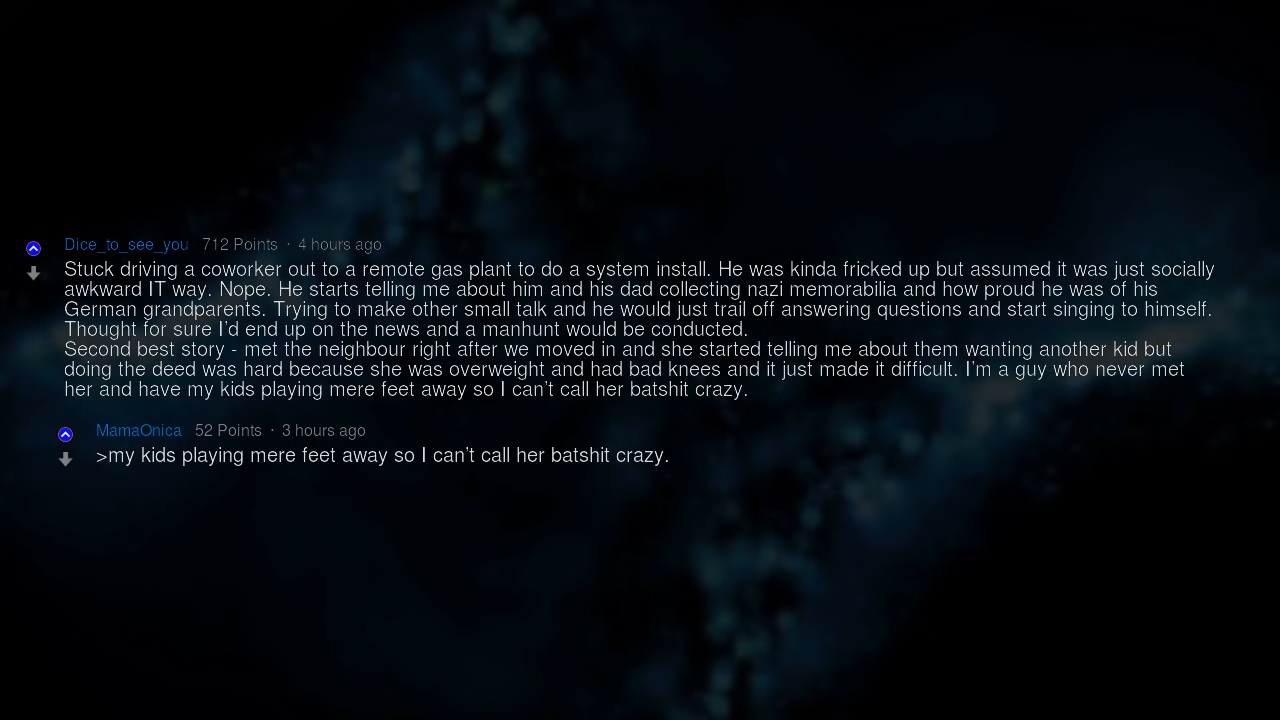 Dice_to_see_you 712 Points · 4 hours ago
Stuck driving a coworker out to a remote gas plant to do a system install. He was kinda fricked up but assumed it was just socially
awkward IT way. Nope. He starts telling me about him and his dad collecting nazi memorabilia and how proud he was of his
German grandparents. Trying to make other small talk and he would just trail off answering questions and start singing to himself.
Thought for sure I'd end up on the news and a manhunt would be conducted.
Second best story - met the neighbour right after we moved in and she started telling me about them wanting another kid but
doing the deed was hard because she was overweight and had bad knees and it just made it difficult. I'm a guy who never met
her and have my kids playing mere feet away so I can't call her batshit crazy.
MamaOnica 52 Points · 3 hours ago
>my kids playing mere feet away so I can't call her batshit crazy.